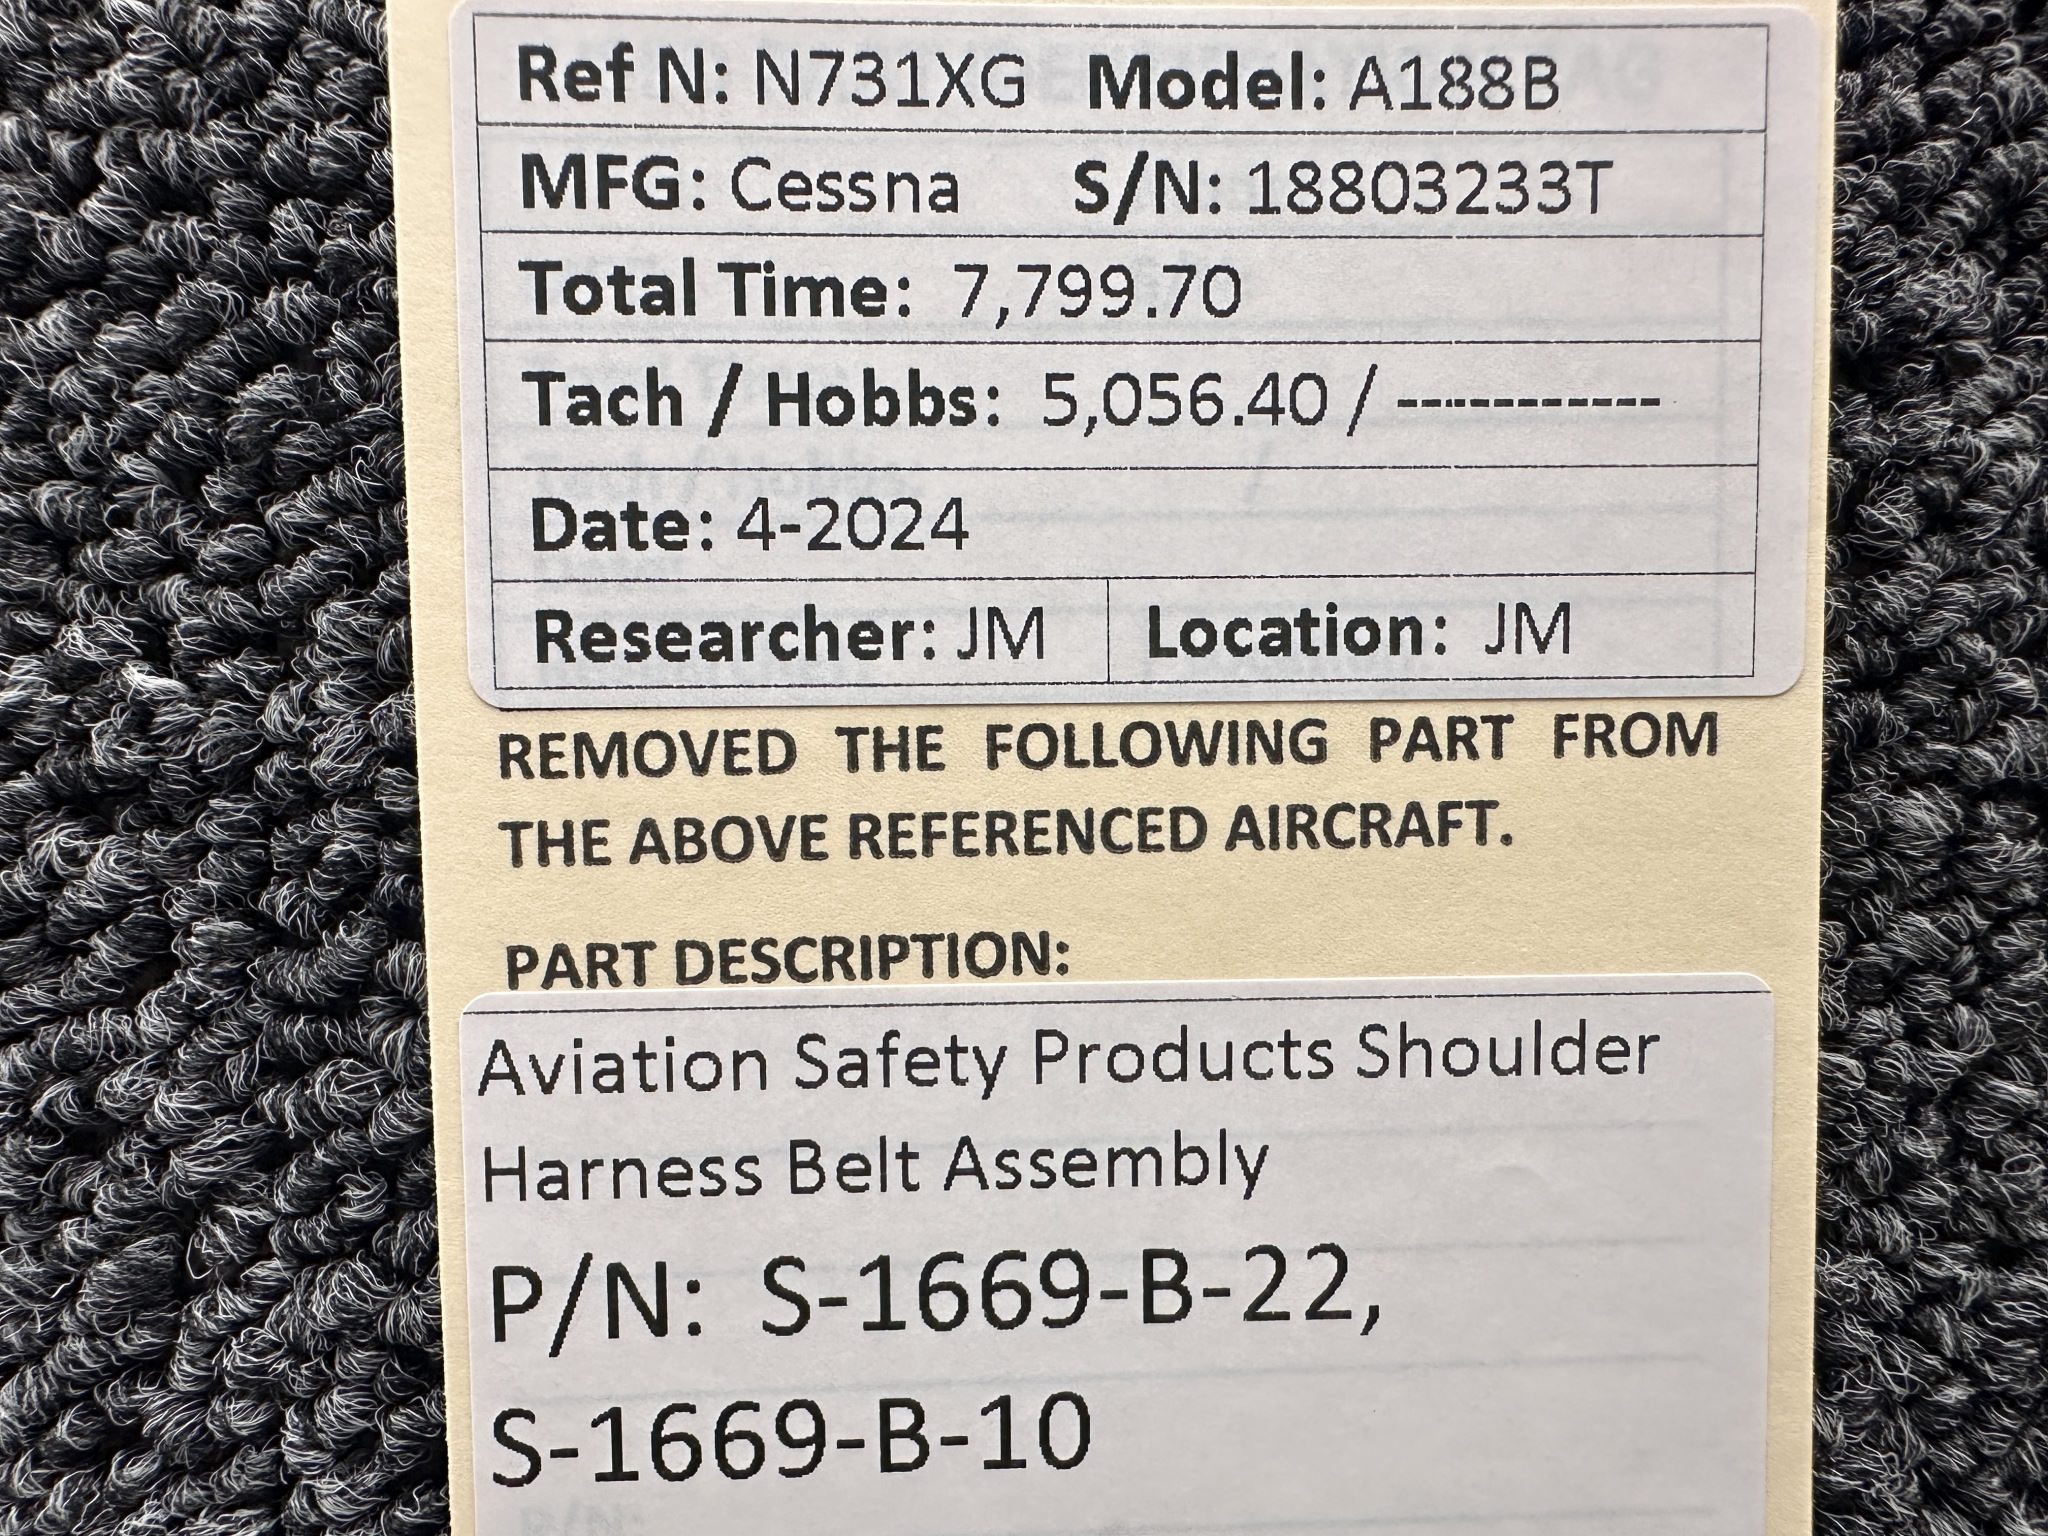 Ref N: N731XG Model: A188B
MFG: Cessna S/N: 18803233T
Total Time: 7,799.70
Tach / Hobbs: 5,056.40 / -----------
Date: 4-2024
Researcher: JM Location: JM
REMOVED THE FOLLOWING PART FROM
THE ABOVE REFERENCED AIRCRAFT.
PART DESCRIPTION:
Aviation Safety Products Shoulder
Harness Belt Assembly
P/N: S-1669-B-22,
S-1669-B-10